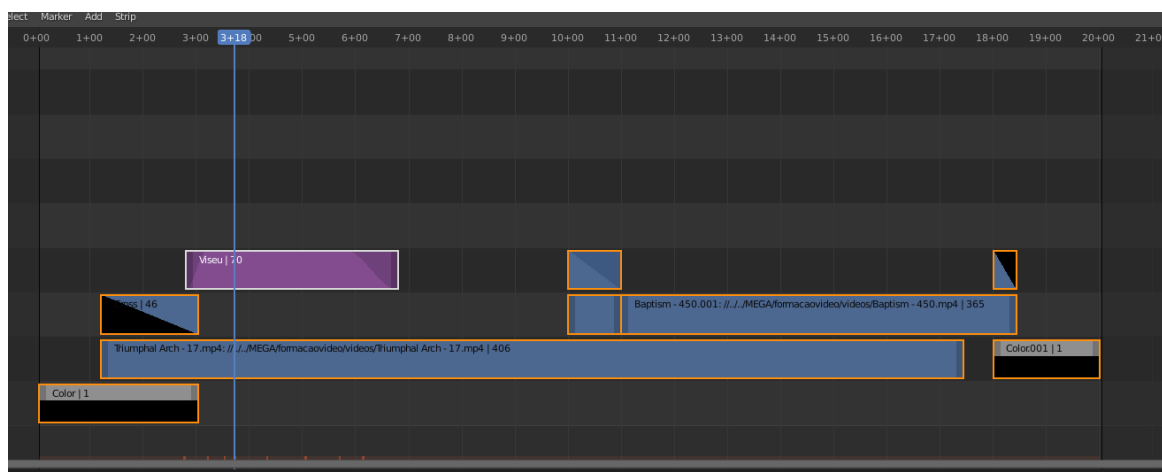 elect Marker Add Strip
0+00 1+00 2+00 3+00 3+18 00 5+00 6+00 7+00 8+00 9+00 10+00 11+00 12+00 13+00 14+00 15+00 16+00 17+00 18+00 19+00 20+00 21+0
Viseu | 70
oss | 46
Baptism - 450.001: //../../MEGA/formacaovideo/videos/Baptism - 450.mp4 | 365
Triumphal Arch - 17.mp4: //../../MEGA/formacaovideo/videos/Triumphal Arch - 17.mp4 | 406
Color.001 | 1
Color | 1